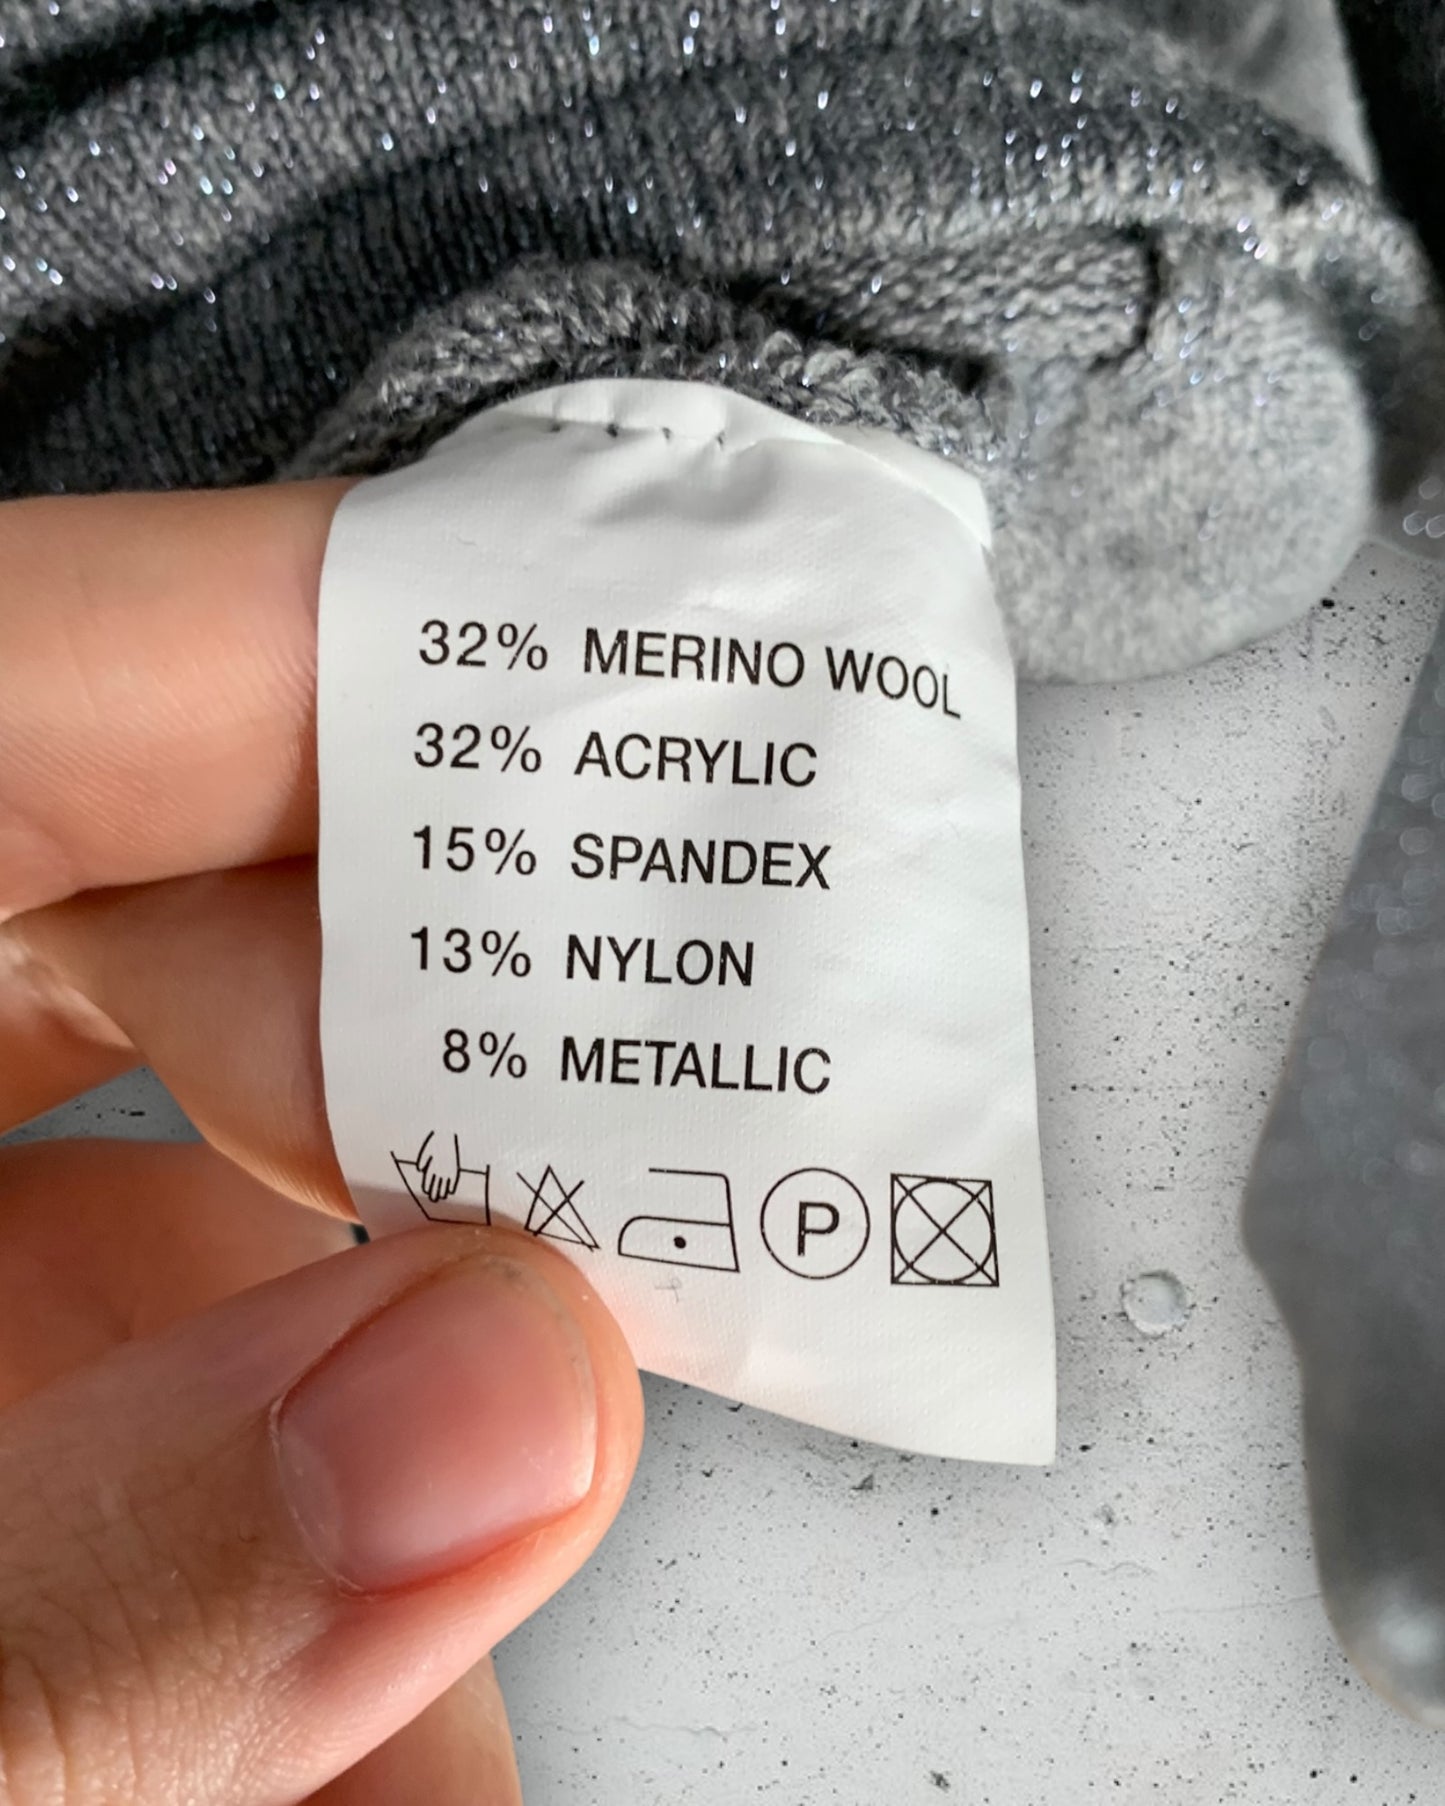 32% MERINO WOOL
32% ACRYLIC
15% SPANDEX
13% NYLON
8% METALLIC
P